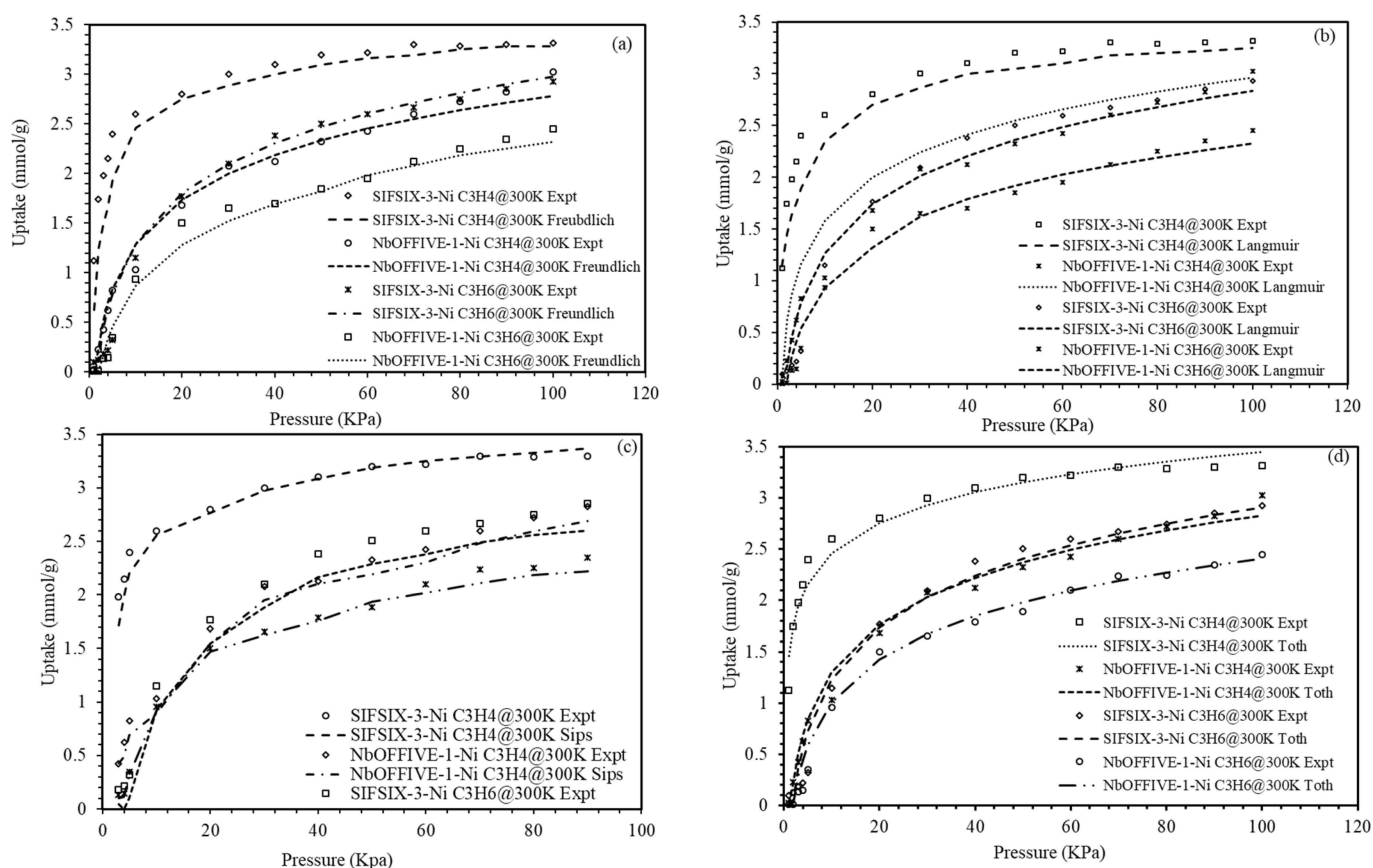 (a)
3.5
3
2.5
2
1.5
1
0.5
0
Uptake (mmol/g)
SIFSIX-3-Ni C3H4@300K Expt
SIFSIX-3-Ni C3H4@300K Freubdlich
NbOFFIVE-1-Ni C3H4@300K Expt
NbOFFIVE-1-Ni C3H4@300K Freundlich
SIFSIX-3-Ni C3H6@300K Expt
SIFSIX-3-Ni C3H6@300K Freundlich
NbOFFIVE-1-Ni C3H6@300K Expt
NbOFFIVE-1-Ni C3H6@300K Freundlich
0 20 40 60 80 100 120
Pressure (KPa)
(b)
3.5
3
2.5
2
1.5
1
0.5
0
Uptake (mmol/g)
SIFSIX-3-Ni C3H4@300K Expt
SIFSIX-3-Ni C3H4@300K Langmuir
NbOFFIVE-1-Ni C3H4@300K Expt
NbOFFIVE-1-Ni C3H4@300K Langmuir
SIFSIX-3-Ni C3H6@300K Expt
SIFSIX-3-Ni C3H6@300K Langmuir
NbOFFIVE-1-Ni C3H6@300K Expt
NbOFFIVE-1-Ni C3H6@300K Langmuir
0 20 40 60 80 100 120
Pressure (KPa)
(c)
3.5
3
2.5
2
1.5
1
0.5
0
Uptake (mmol/g)
SIFSIX-3-Ni C3H4@300K Expt
SIFSIX-3-Ni C3H4@300K Sips
NbOFFIVE-1-Ni C3H4@300K Expt
NbOFFIVE-1-Ni C3H4@300K Sips
SIFSIX-3-Ni C3H6@300K Expt
0 20 40 60 80 100
Pressure (Kpa)
(d)
3.5
3
2.5
2
1.5
1
0.5
0
Uptake (mmol/g)
SIFSIX-3-Ni C3H4@300K Expt
SIFSIX-3-Ni C3H4@300K Toth
NbOFFIVE-1-Ni C3H4@300K Expt
NbOFFIVE-1-Ni C3H4@300K Toth
SIFSIX-3-Ni C3H6@300K Expt
SIFSIX-3-Ni C3H6@300K Toth
NbOFFIVE-1-Ni C3H6@300K Expt
NbOFFIVE-1-Ni C3H6@300K Toth
0 20 40 60 80 100 120
Pressure (KPa)